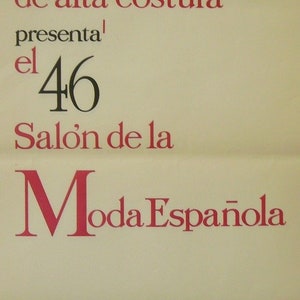 de alta costura
presenta
el 46
Salón de la
Moda Española